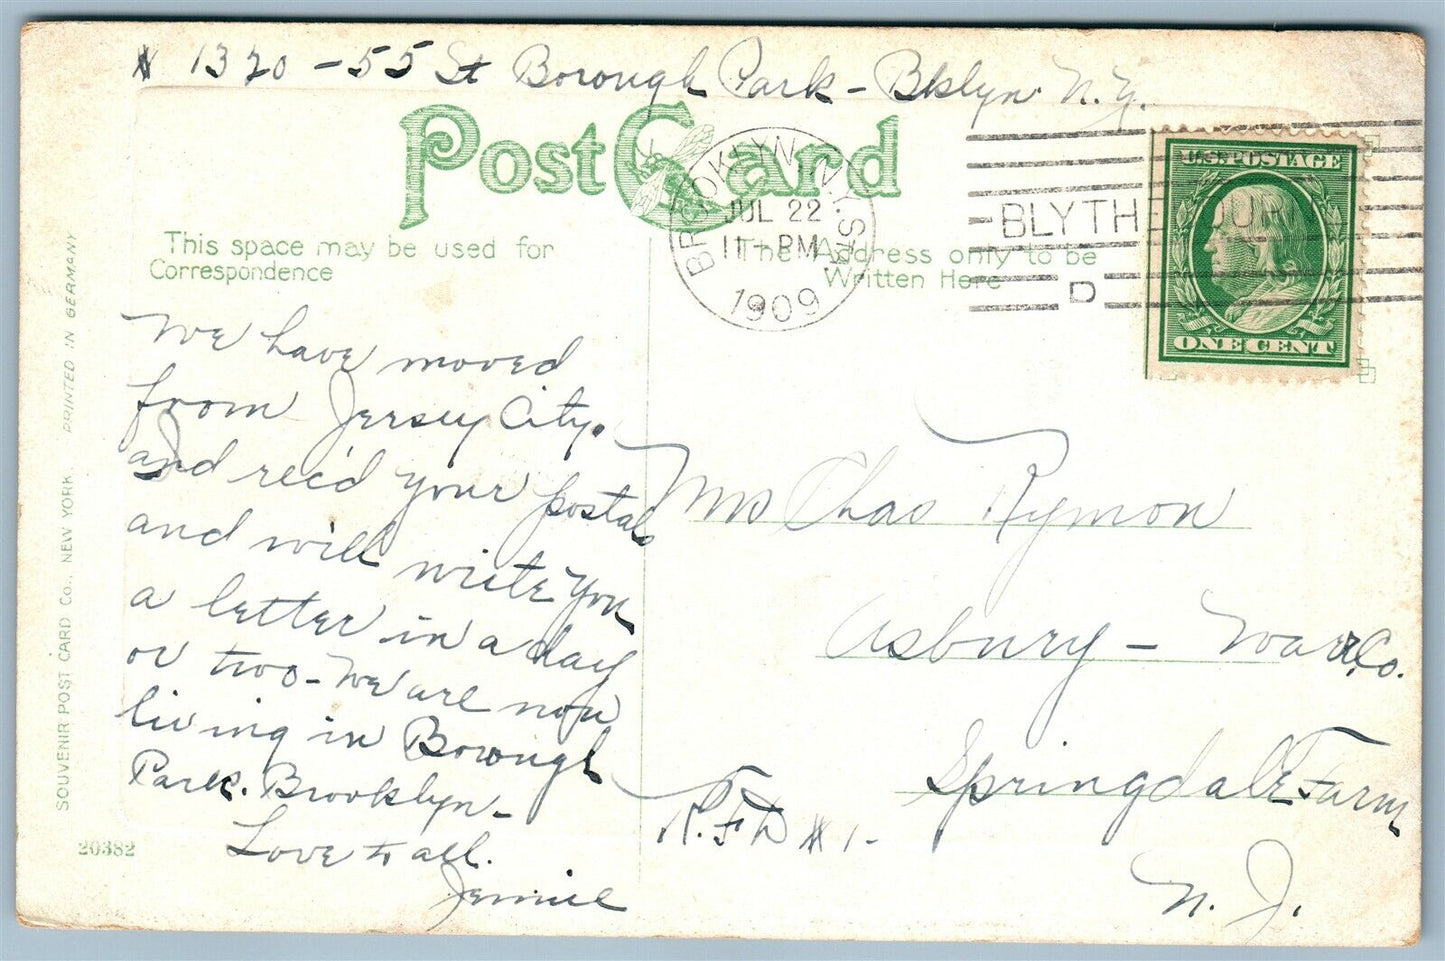 # 1320 - 55 St Borough Park - Bklyn N.Y.
Post Card
This space may be used for
Correspondence
The Address only to be
Written Here
BROOKLYN, N.Y.
JUL 22
11 - PM
1909
BLYTHE
D
U.S. POSTAGE
ONE CENT
We have moved
from Jersey City.
and rec'd your postal
and will write you
a letter in a day
or two - We are now
living in Borough
Park. Brooklyn -
Love to all.
Jennie
Mrs Chas Rymon
Asbury - War. Co.
Springdale Farm
R.F.D # 1 -
N. J.
SOUVENIR POST CARD Co., NEW YORK. PRINTED IN GERMANY
20382